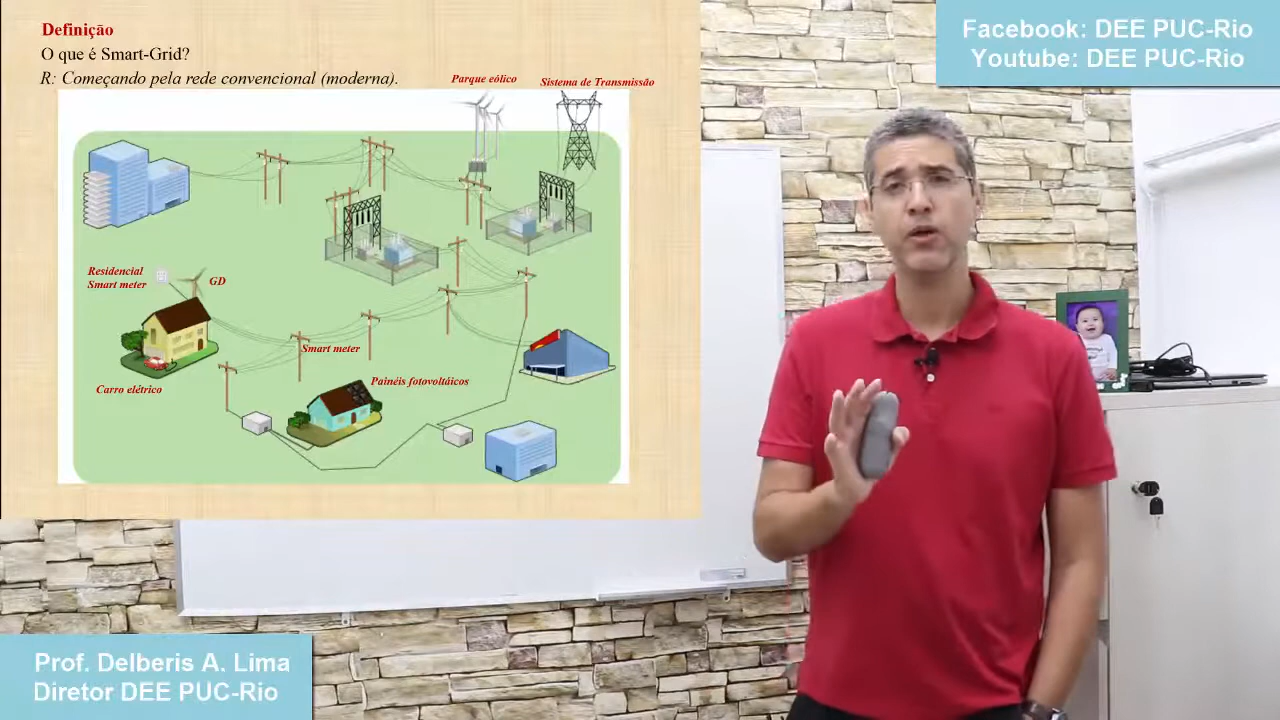 Definição
O que é Smart-Grid?
R: Começando pela rede convencional (moderna).
Parque eólico
Sistema de Transmissão
Residencial
Smart meter
GD
Smart meter
Carro elétrico
Painéis fotovoltáicos
Facebook: DEE PUC-Rio
Youtube: DEE PUC-Rio
Prof. Delberis A. Lima
Diretor DEE PUC-Rio